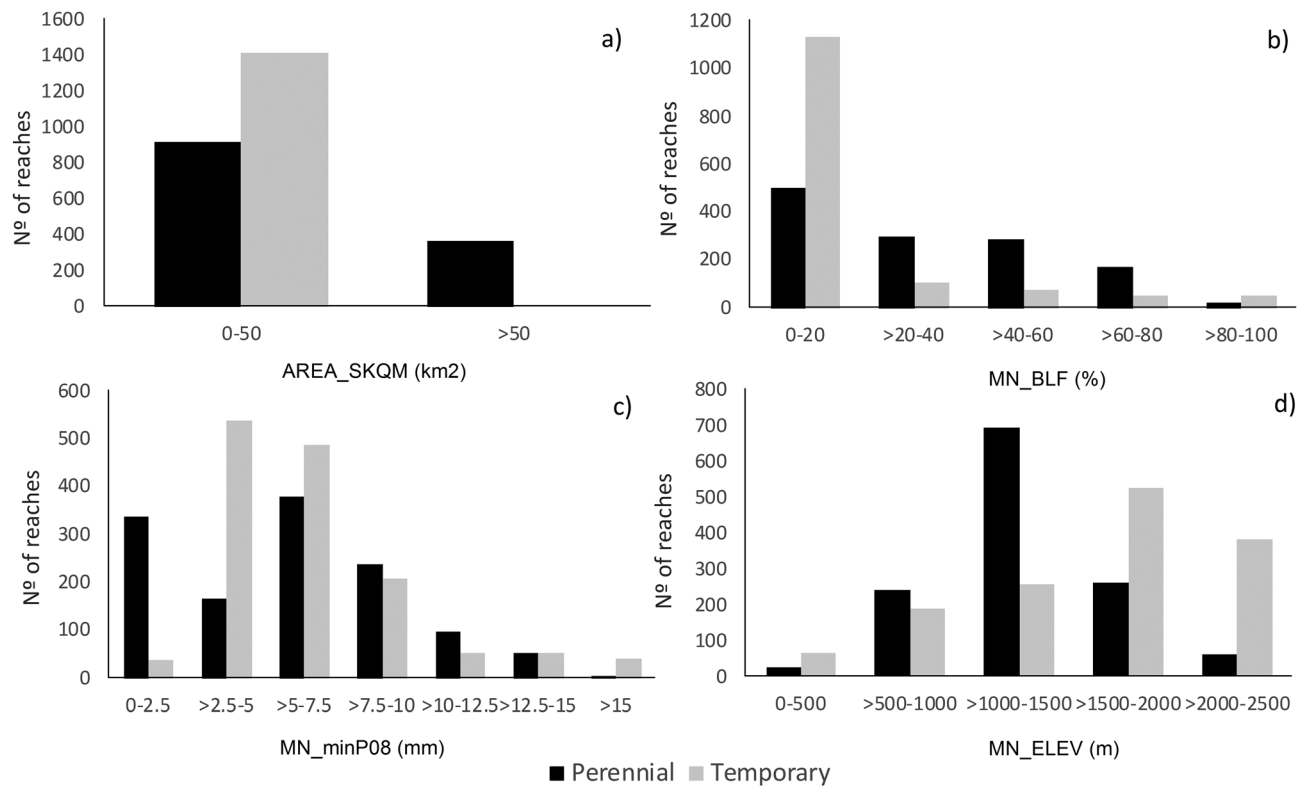 a)
Nº of reaches
1600
1400
1200
1000
800
600
400
200
0
0-50 >50
AREA_SKQM (km2)
b)
Nº of reaches
1200
1000
800
600
400
200
0
0-20 >20-40 >40-60 >60-80 >80-100
MN_BLF (%)
c)
Nº of reaches
600
500
400
300
200
100
0
0-2.5 >2.5-5 >5-7.5 >7.5-10 >10-12.5 >12.5-15 >15
MN_minP08 (mm)
d)
Nº of reaches
800
700
600
500
400
300
200
100
0
0-500 >500-1000 >1000-1500 >1500-2000 >2000-2500
MN_ELEV (m)
Perennial Temporary